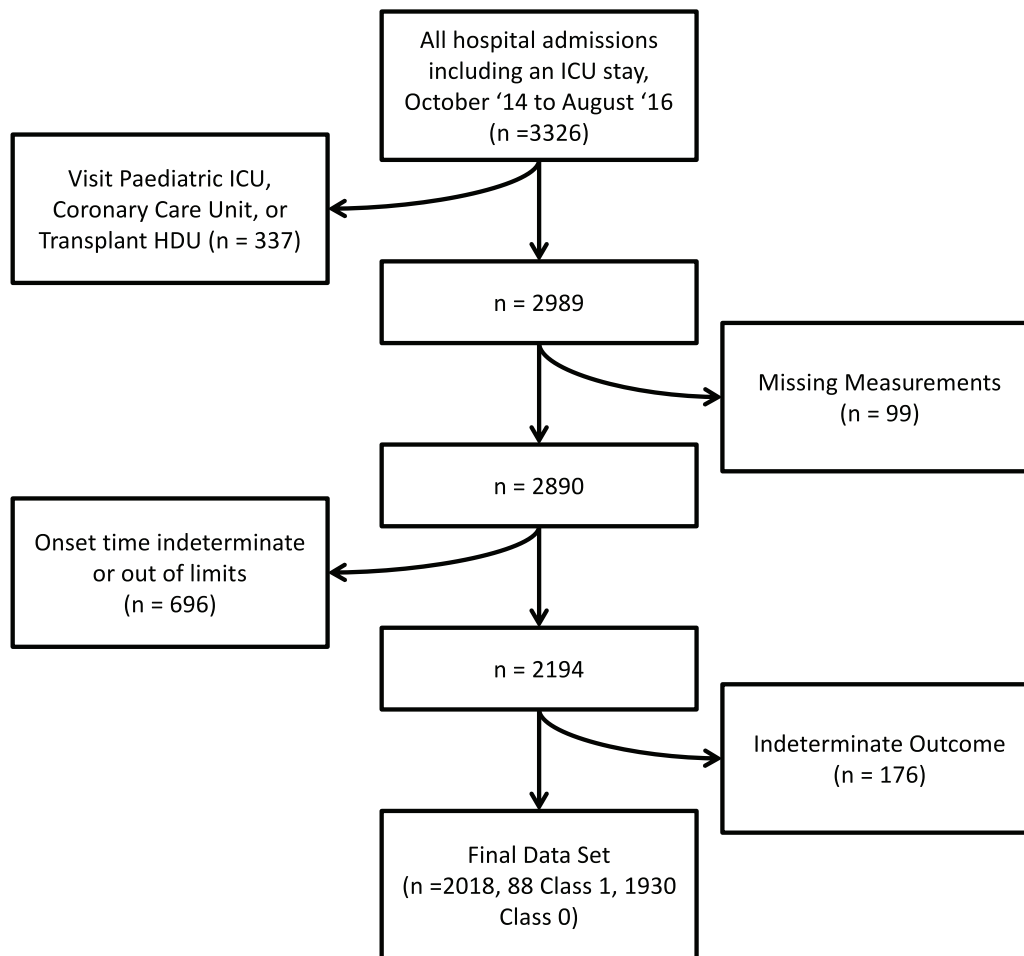 All hospital admissions
including an ICU stay,
October ‘14 to August ‘16
(n =3326)
Visit Paediatric ICU,
Coronary Care Unit, or
Transplant HDU (n = 337)
n = 2989
Missing Measurements
(n = 99)
n = 2890
Onset time indeterminate
or out of limits
(n = 696)
n = 2194
Indeterminate Outcome
(n = 176)
Final Data Set
(n =2018, 88 Class 1, 1930
Class 0)